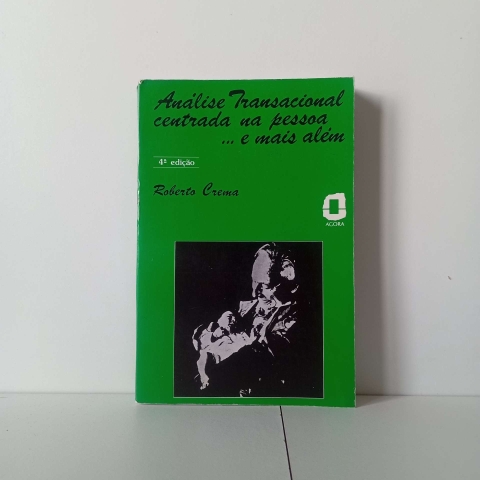 Análise Transacional
centrada na pessoa
... e mais além
4ª edição
Roberto Crema
AGORA